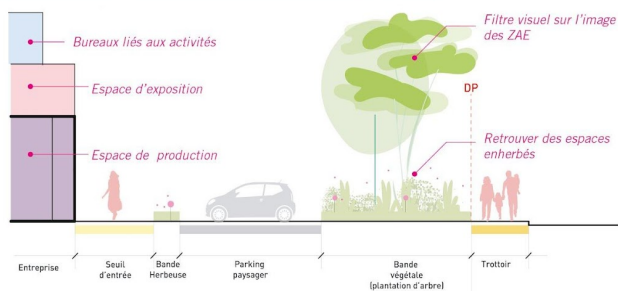 Bureaux liés aux activités
Espace d'exposition
Espace de production
Filtre visuel sur l'image
des ZAE
DP
Retrouver des espaces
enherbés
Entreprise
Seuil
d'entrée
Bande
Herbeuse
Parking
paysager
Bande
végétale
(plantation d'arbre)
Trottoir